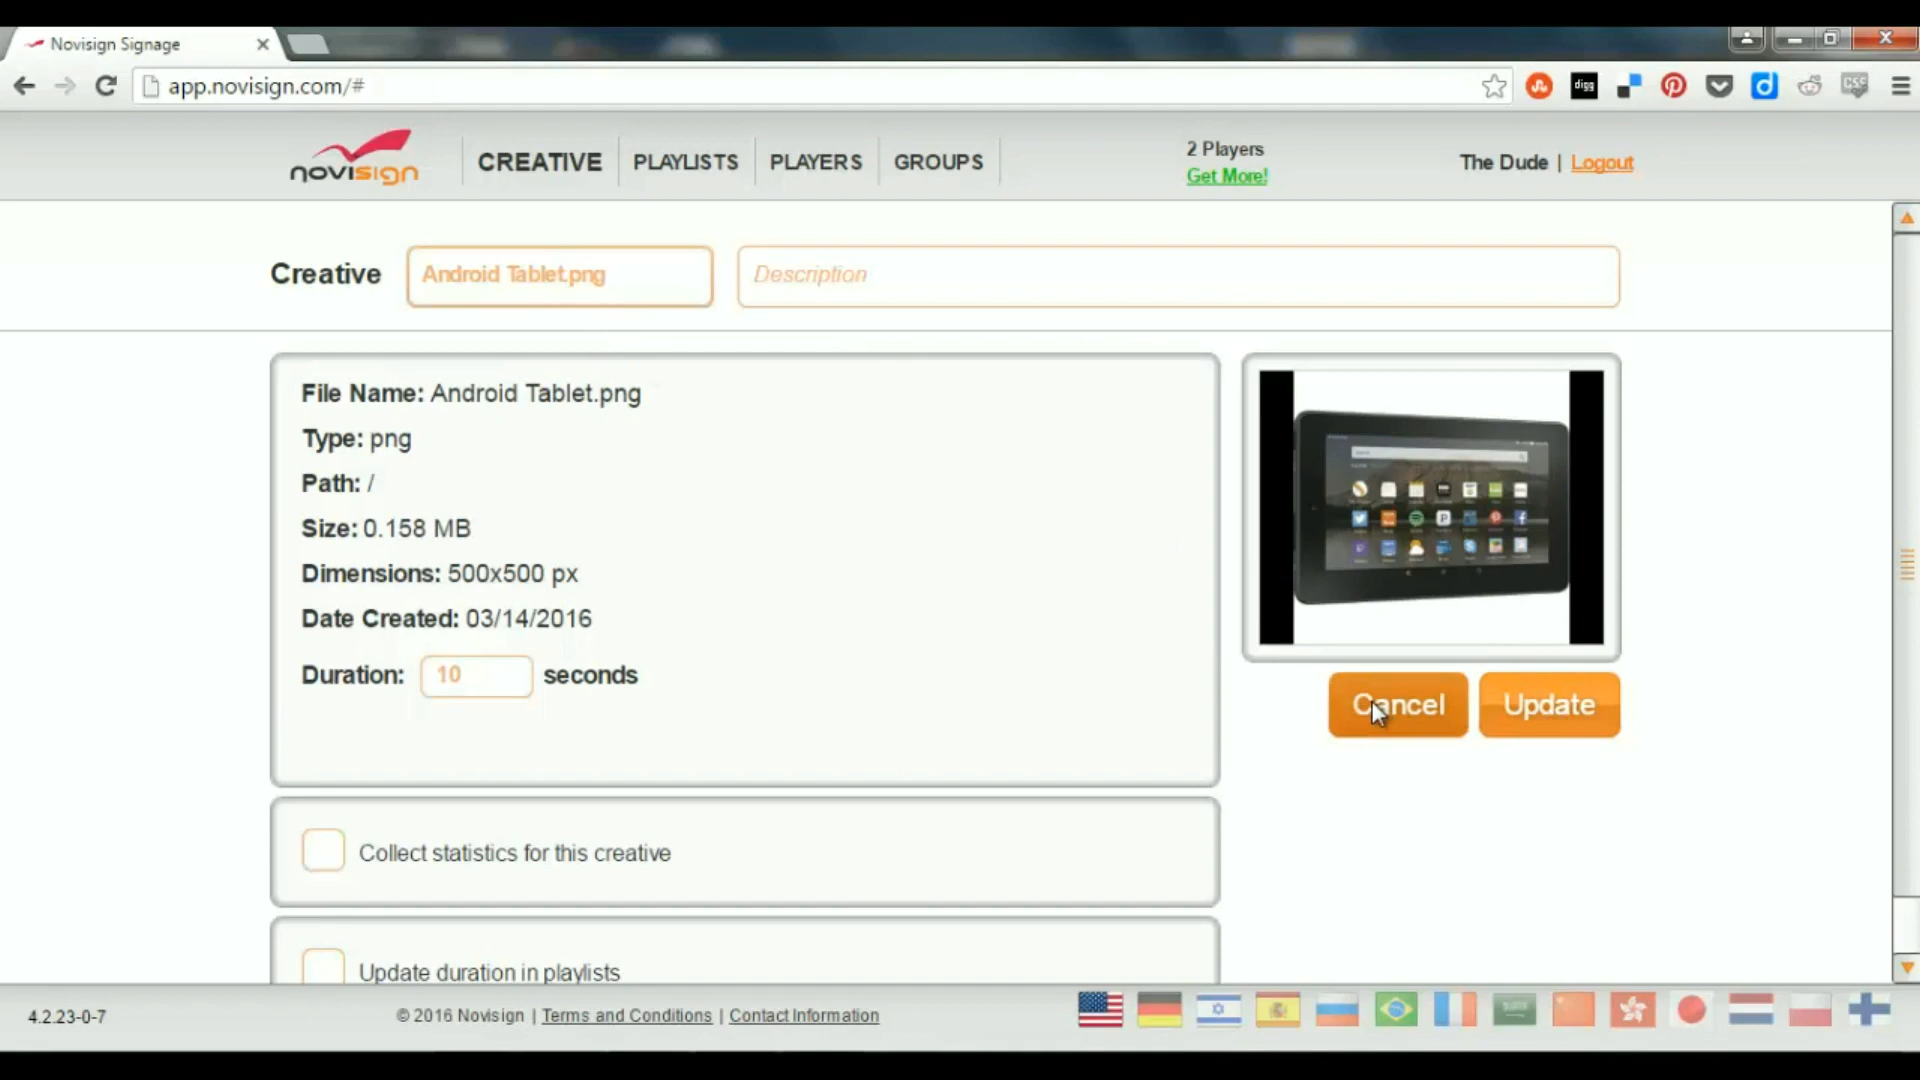 Novisign Signage
app.novisign.com/#
digg
CSS
novisign
CREATIVE
PLAYLISTS
PLAYERS
GROUPS
2 Players
Get More!
The Dude | Logout
Creative
Android Tablet.png
Description
File Name: Android Tablet.png
Type: png
Path: /
Size: 0.158 MB
Dimensions: 500x500 px
Date Created: 03/14/2016
Duration: 10 seconds
Cancel
Update
Collect statistics for this creative
Update duration in playlists
4.2.23-0-7
© 2016 Novisign | Terms and Conditions | Contact Information